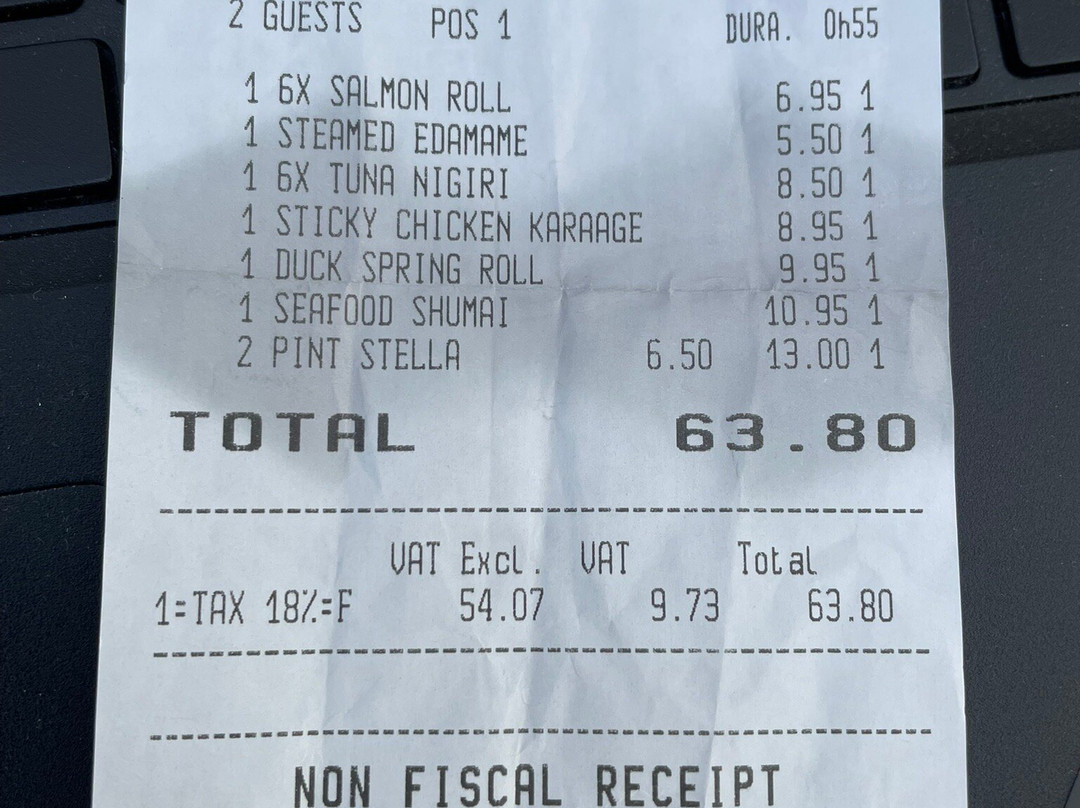 2 GUESTS POS 1 DURA. 0h55
1 6X SALMON ROLL 6.95 1
1 STEAMED EDAMAME 5.50 1
1 6X TUNA NIGIRI 8.50 1
1 STICKY CHICKEN KARAAGE 8.95 1
1 DUCK SPRING ROLL 9.95 1
1 SEAFOOD SHUMAI 10.95 1
2 PINT STELLA 6.50 13.00 1
TOTAL 63.80
VAT Excl. VAT Total
1=TAX 18%=F 54.07 9.73 63.80
NON FISCAL RECEIPT